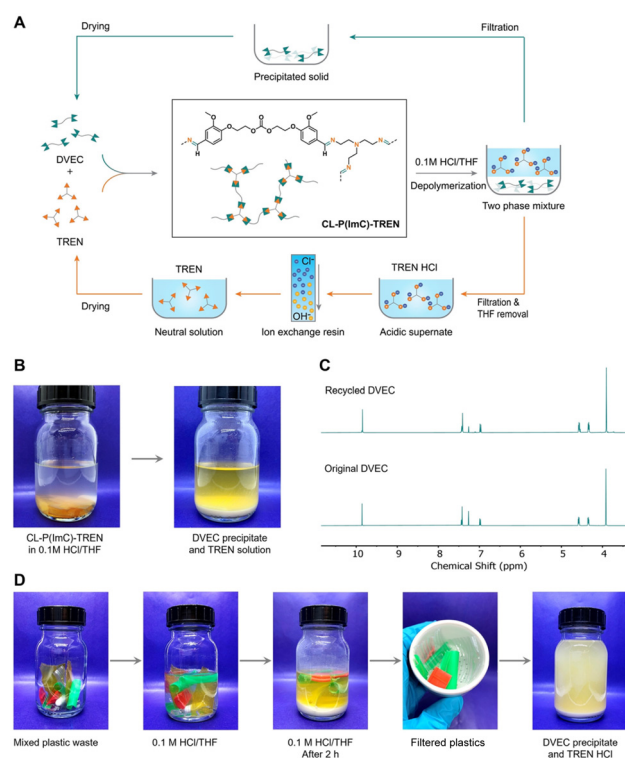 A
Drying
Filtration
Precipitated solid
DVEC
+
TREN
N
H
O
O
O
O
O
O
O
N
H
N
N
N
CL-P(ImC)-TREN
0.1M HCl/THF
Depolymerization
Two phase mixture
TREN
Cl⁻
OH⁻
TREN HCl
Drying
Neutral solution
Ion exchange resin
Acidic supernate
Filtration &
THF removal
B
CL-P(ImC)-TREN
in 0.1M HCl/THF
DVEC precipitate
and TREN solution
C
Recycled DVEC
Original DVEC
10 9 8 7 6 5 4
Chemical Shift (ppm)
D
Mixed plastic waste
0.1 M HCl/THF
0.1 M HCl/THF
After 2 h
Filtered plastics
DVEC precipitate
and TREN HCl